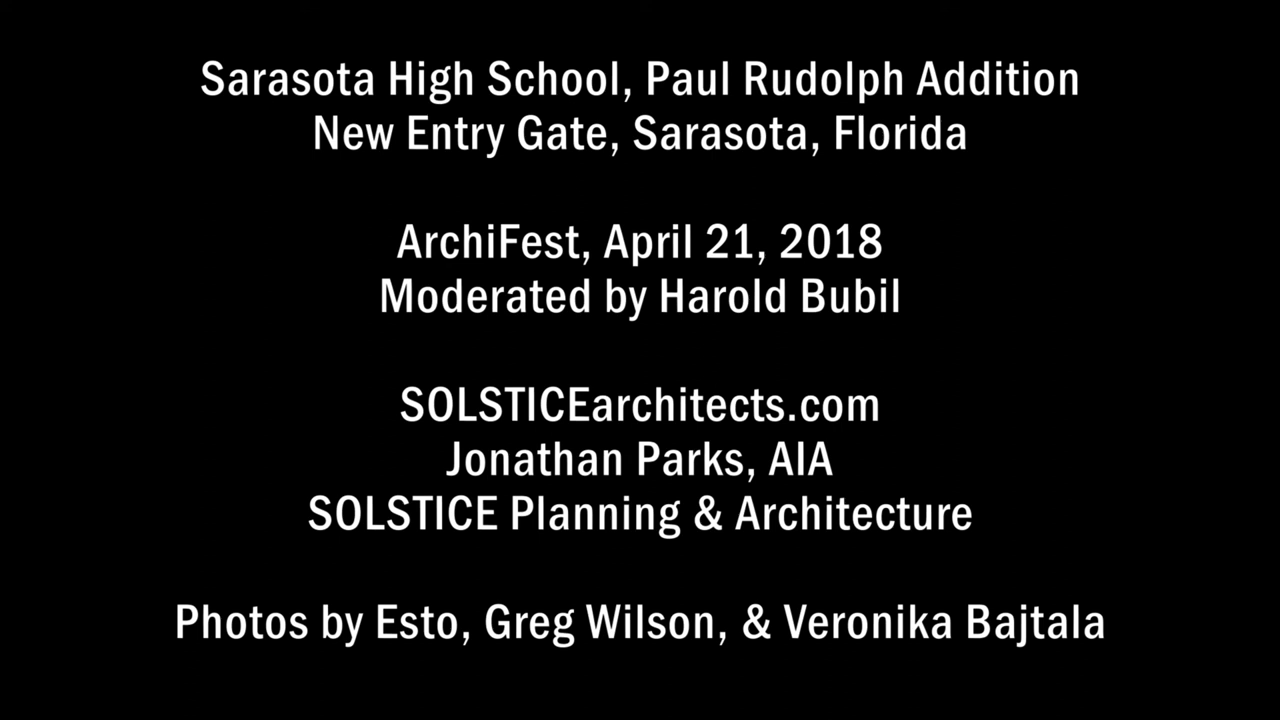 Sarasota High School, Paul Rudolph Addition
New Entry Gate, Sarasota, Florida
ArchiFest, April 21, 2018
Moderated by Harold Bubil
SOLSTICEarchitects.com
Jonathan Parks, AIA
SOLSTICE Planning & Architecture
Photos by Esto, Greg Wilson, & Veronika Bajtala